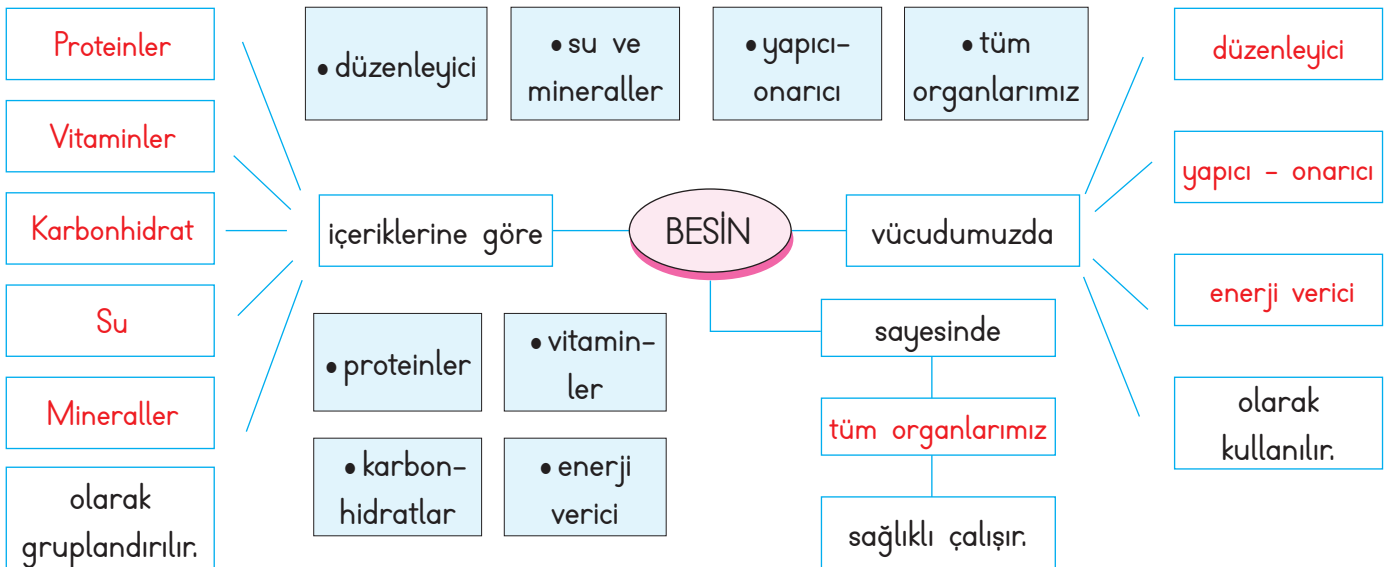 Proteinler
Vitaminler
Karbonhidrat
Su
Mineraller
olarak
gruplandırılır.
• düzenleyici
• su ve
mineraller
• yapıcı-
onarıcı
• tüm
organlarımız
içeriklerine göre
BESİN
vücudumuzda
• proteinler
• vitamin-
ler
• karbon-
hidratlar
• enerji
verici
sayesinde
tüm organlarımız
sağlıklı çalışır.
düzenleyici
yapıcı - onarıcı
enerji verici
olarak
kullanılır.